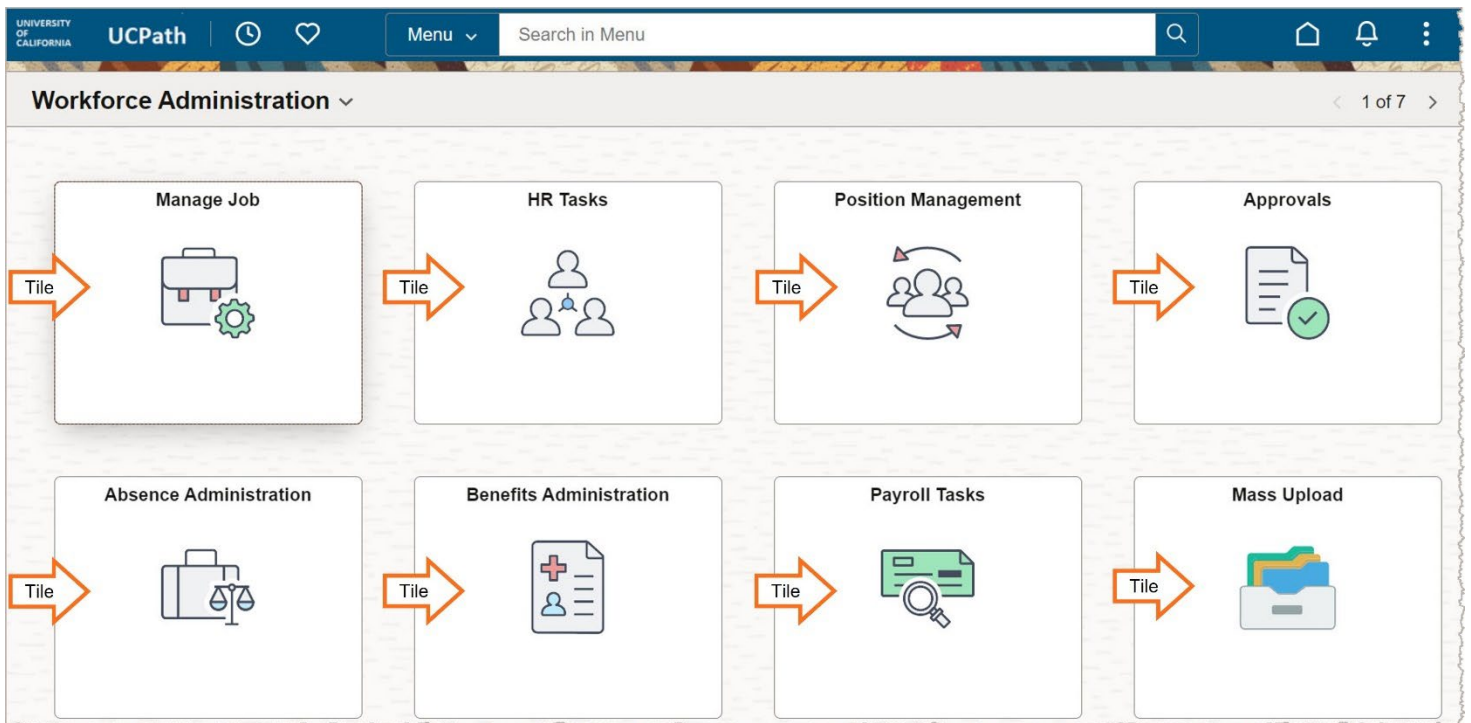 UNIVERSITY
OF
CALIFORNIA
UCPath
Menu
Search in Menu
Workforce Administration
1 of 7
Manage Job
HR Tasks
Position Management
Approvals
Tile
Tile
Tile
Tile
Absence Administration
Benefits Administration
Payroll Tasks
Mass Upload
Tile
Tile
Tile
Tile